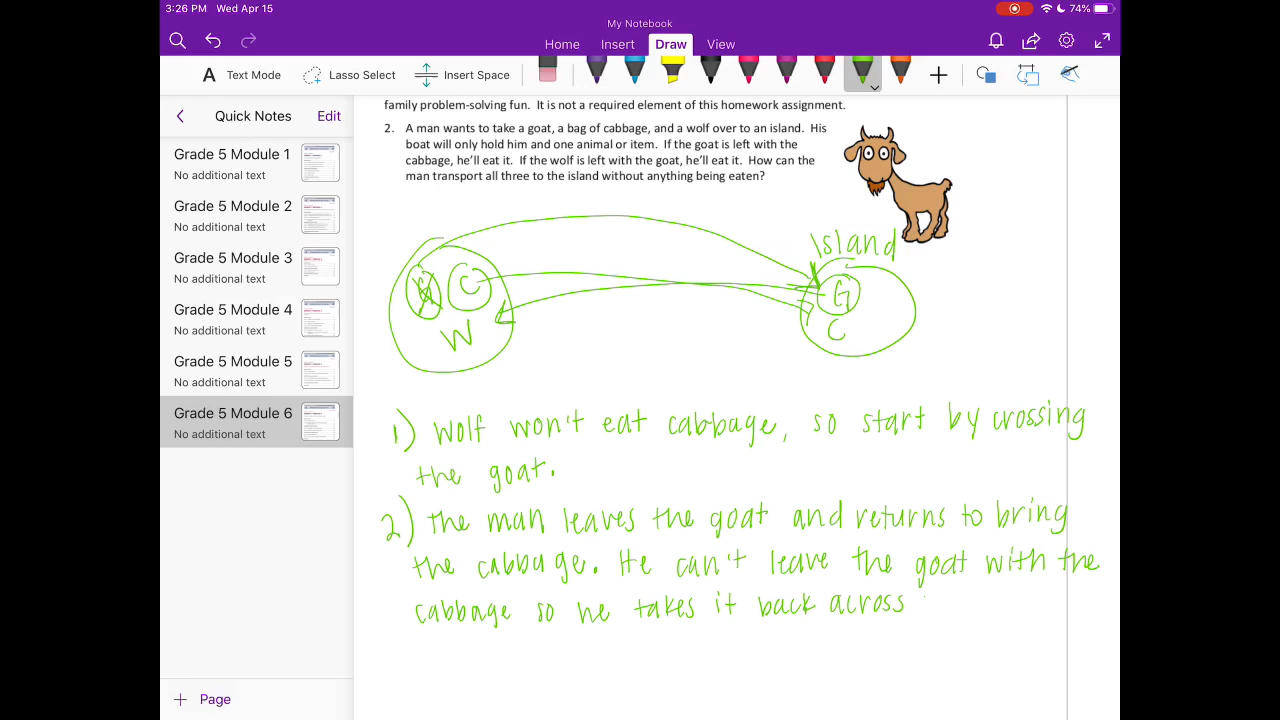 3:26 PM Wed Apr 15
74%
My Notebook
Home Insert Draw View
A Text Mode Lasso Select Insert Space
Quick Notes Edit
Grade 5 Module 1
No additional text
Grade 5 Module 2
No additional text
Grade 5 Module 3
No additional text
Grade 5 Module 4
No additional text
Grade 5 Module 5
No additional text
Grade 5 Module 6
No additional text
Page
family problem-solving fun. It is not a required element of this homework assignment.
2. A man wants to take a goat, a bag of cabbage, and a wolf over to an island. His
boat will only hold him and one animal or item. If the goat is left with the
cabbage, he'll eat it. If the wolf is left with the goat, he'll eat it. How can the
man transport all three to the island without anything being eaten?
Island
G C
W
G
C
1) wolf won't eat cabbage, so start by crossing
the goat.
2) the man leaves the goat and returns to bring
the cabbage. He can't leave the goat with the
cabbage so he takes it back across